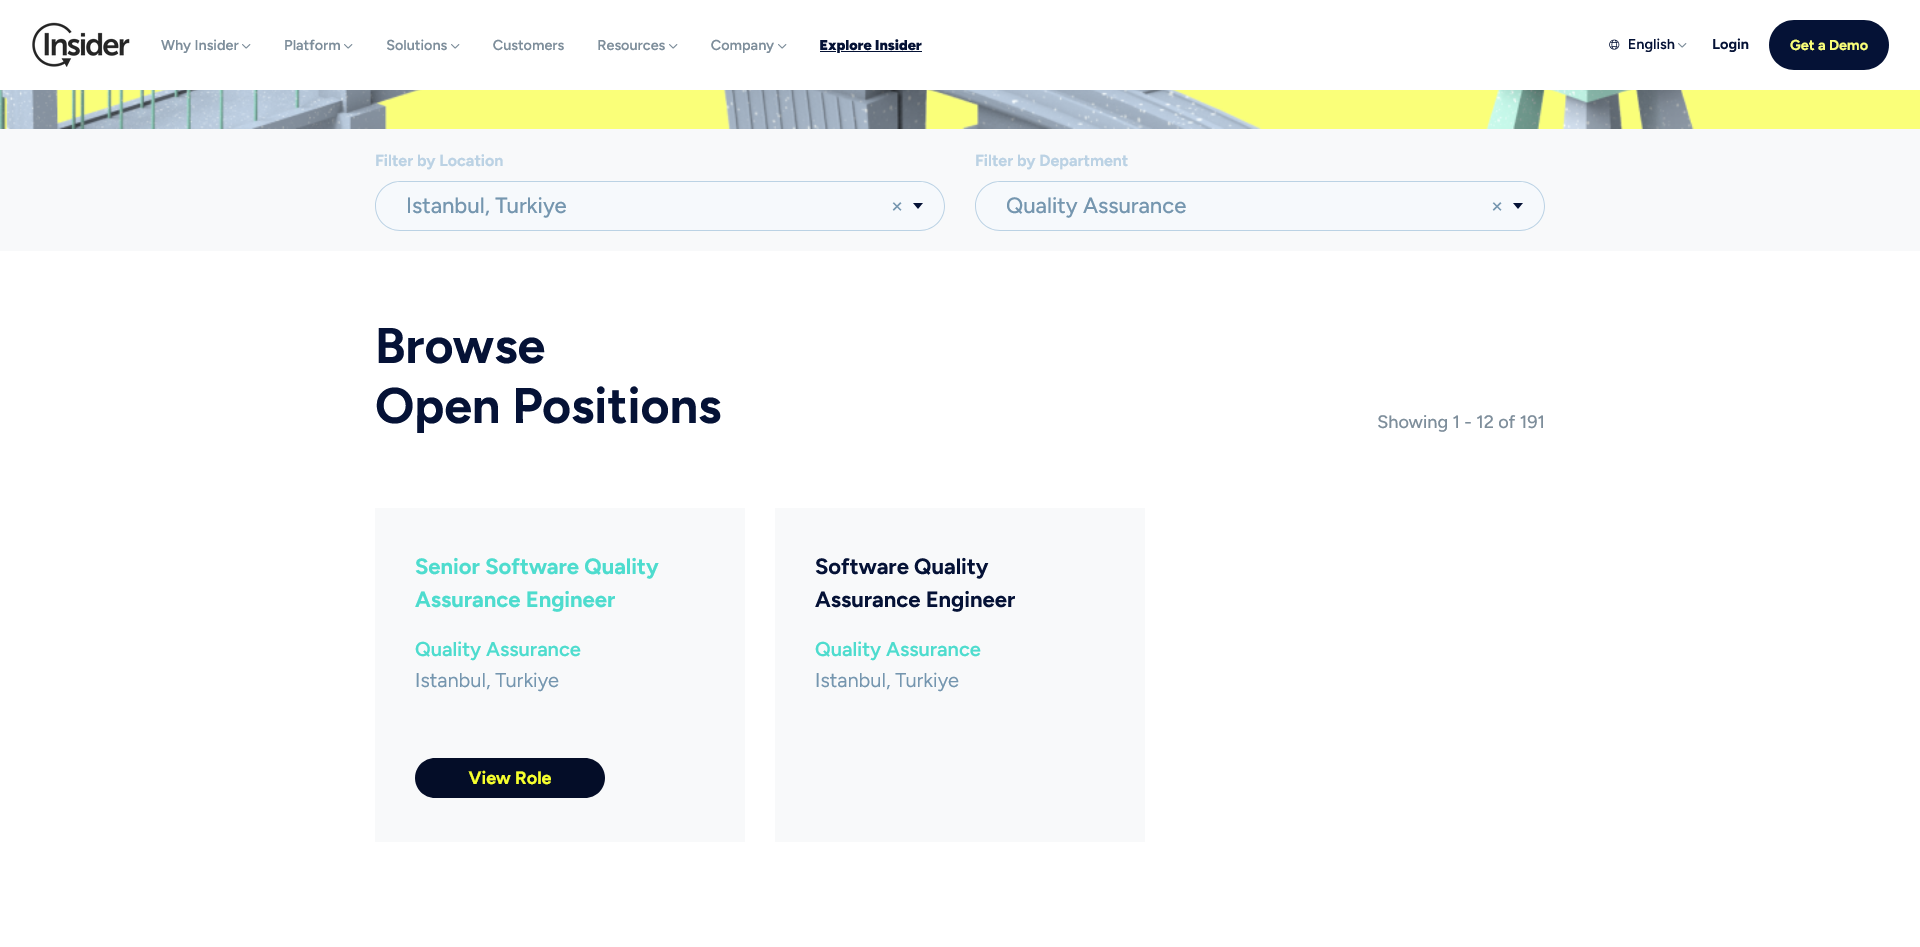 Insider
Why Insider
Platform
Solutions
Customers
Resources
Company
Explore Insider
English
Login
Get a Demo
Filter by Location
Filter by Department
Istanbul, Turkiye
×
Quality Assurance
×
Browse
Open Positions
Showing 1 - 12 of 191
Senior Software Quality
Assurance Engineer
Quality Assurance
Istanbul, Turkiye
View Role
Software Quality
Assurance Engineer
Quality Assurance
Istanbul, Turkiye